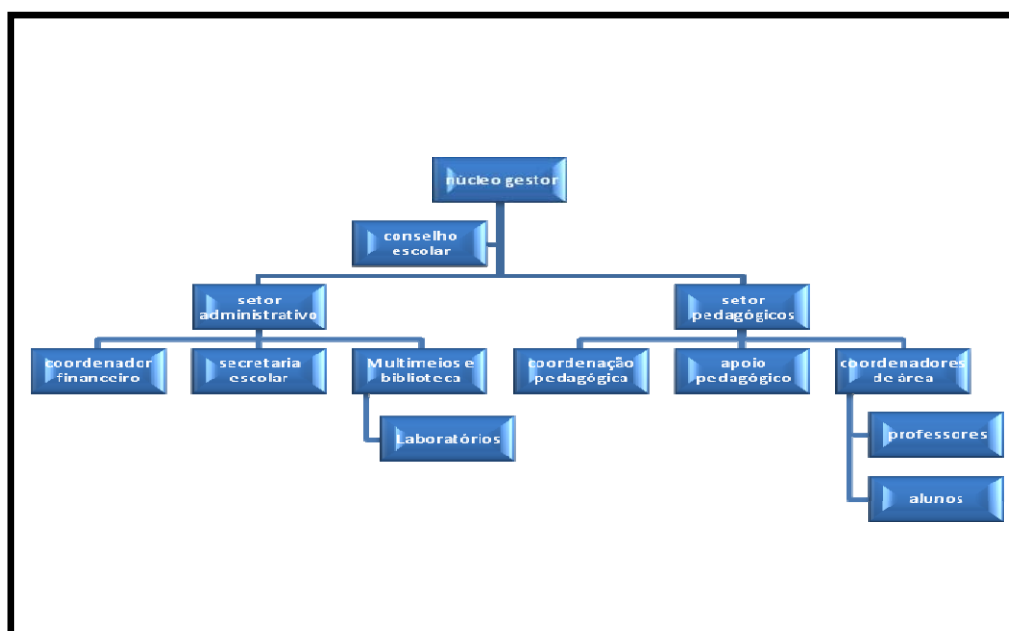 núcleo gestor
conselho
escolar
setor
administrativo
setor
pedagógicos
coordenador
financeiro
secretaria
escolar
Multimeios e
biblioteca
coordenação
pedagógica
apoio
pedagógico
coordenadores
de área
Laboratórios
professores
alunos